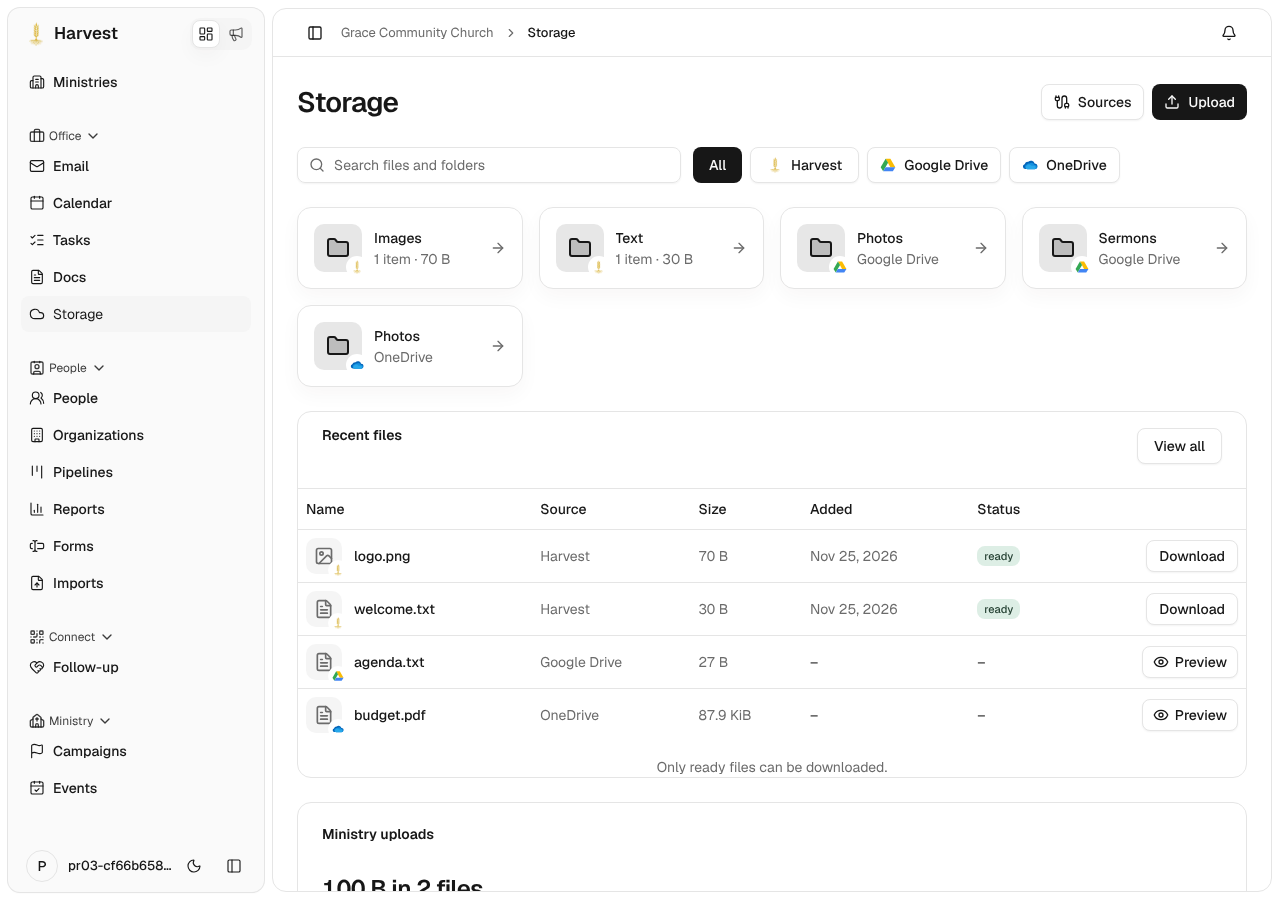 Harvest
Grace Community Church > Storage
Ministries
Office
Email
Calendar
Tasks
Docs
Storage
People
People
Organizations
Pipelines
Reports
Forms
Imports
Connect
Follow-up
Ministry
Campaigns
Events
P pr03-cf66b658...
Storage
Sources
Upload
Search files and folders
All
Harvest
Google Drive
OneDrive
Images
1 item · 70 B
Text
1 item · 30 B
Photos
Google Drive
Sermons
Google Drive
Photos
OneDrive
Recent files
View all
Name Source Size Added Status
logo.png Harvest 70 B Nov 25, 2026 ready Download
welcome.txt Harvest 30 B Nov 25, 2026 ready Download
agenda.txt Google Drive 27 B – – Preview
budget.pdf OneDrive 87.9 KiB – – Preview
Only ready files can be downloaded.
Ministry uploads
100 B in 2 files